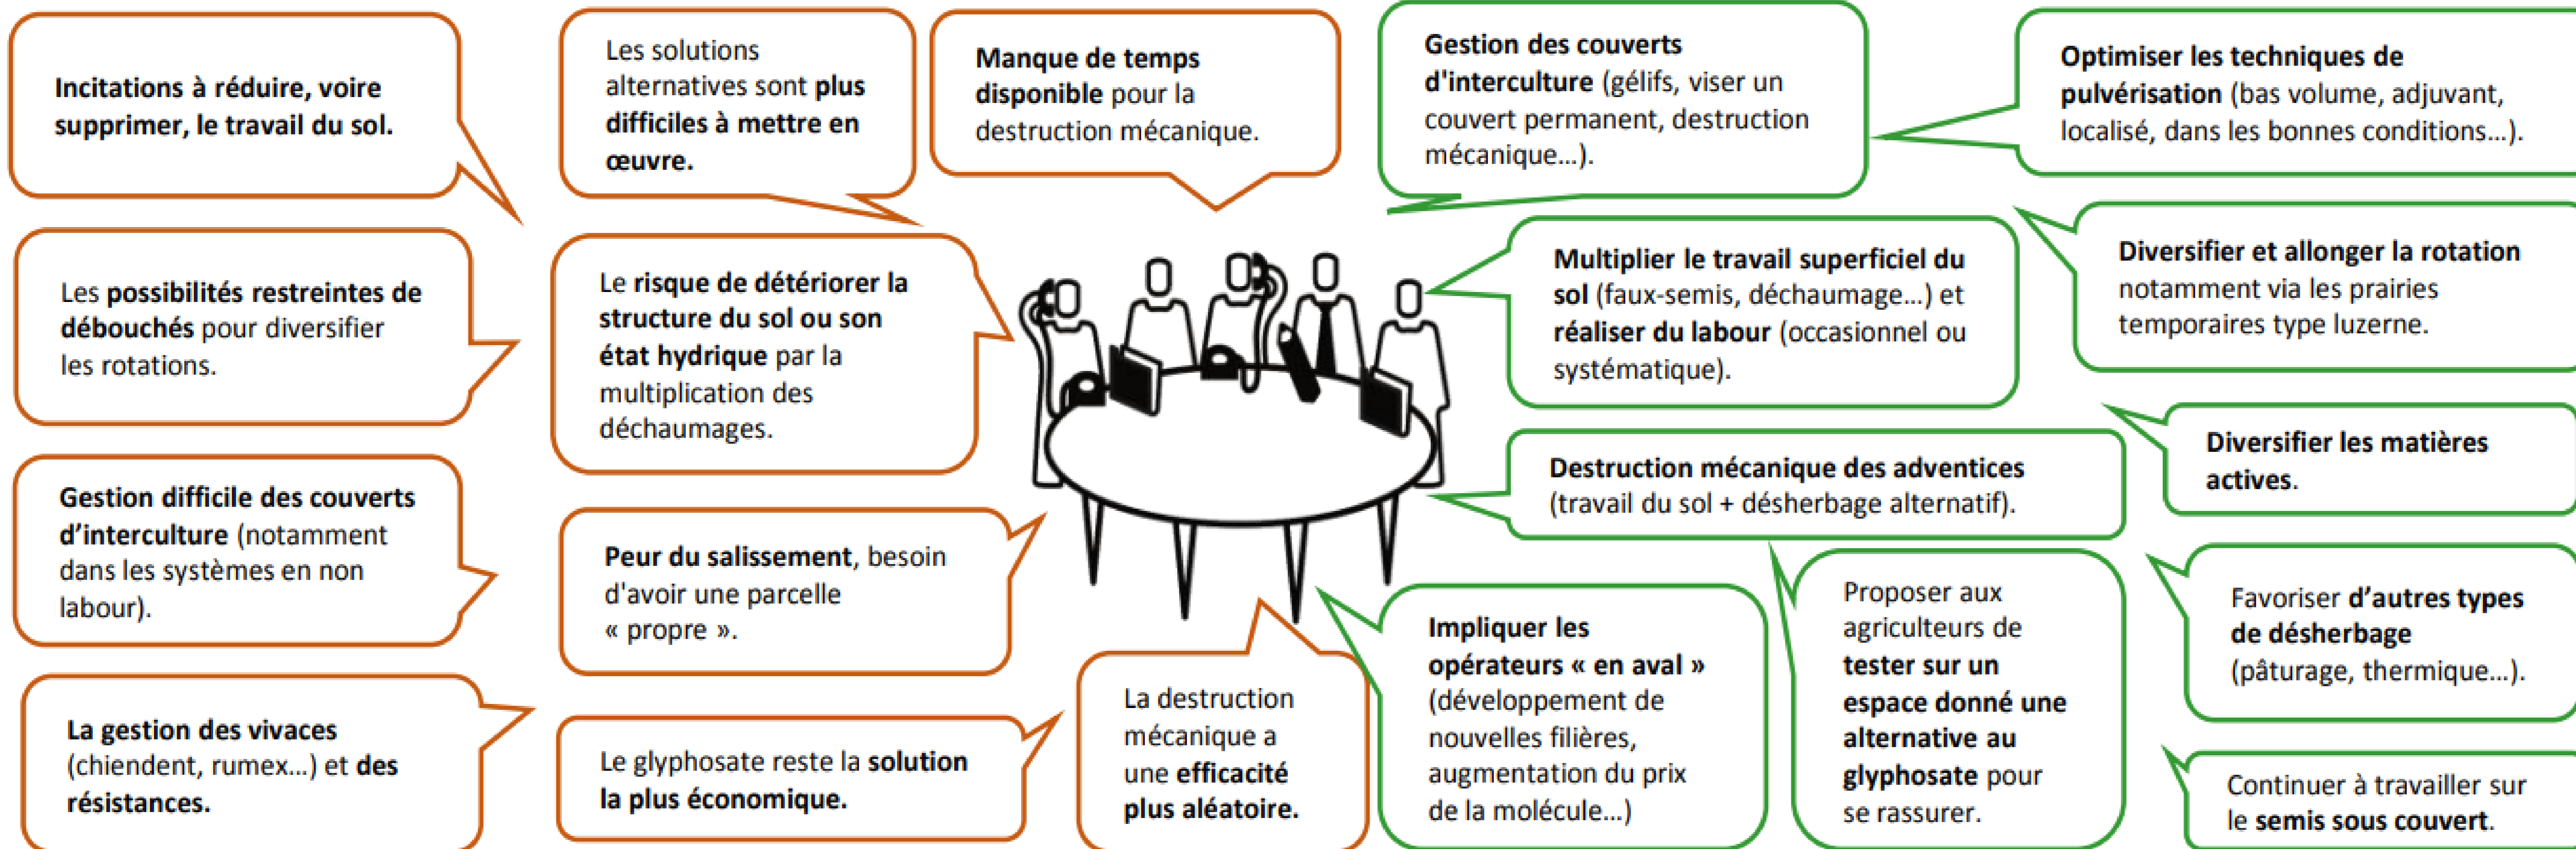 Incitations à réduire, voire
supprimer, le travail du sol.
Les solutions
alternatives sont plus
difficiles à mettre en
œuvre.
Manque de temps
disponible pour la
destruction mécanique.
Gestion des couverts
d'interculture (gélifs, viser un
couvert permanent, destruction
mécanique...).
Optimiser les techniques de
pulvérisation (bas volume, adjuvant,
localisé, dans les bonnes conditions...).
Les possibilités restreintes de
débouchés pour diversifier
les rotations.
Le risque de détériorer la
structure du sol ou son
état hydrique par la
multiplication des
déchaumages.
Multiplier le travail superficiel du
sol (faux-semis, déchaumage...) et
réaliser du labour (occasionnel ou
systématique).
Diversifier et allonger la rotation
notamment via les prairies
temporaires type luzerne.
Diversifier les matières
actives.
Gestion difficile des couverts
d’interculture (notamment
dans les systèmes en non
labour).
Peur du salissement, besoin
d'avoir une parcelle
« propre ».
Destruction mécanique des adventices
(travail du sol + désherbage alternatif).
Favoriser d’autres types
de désherbage
(pâturage, thermique...).
La gestion des vivaces
(chiendent, rumex...) et des
résistances.
Le glyphosate reste la solution
la plus économique.
La destruction
mécanique a
une efficacité
plus aléatoire.
Impliquer les
opérateurs « en aval »
(développement de
nouvelles filières,
augmentation du prix
de la molécule...)
Proposer aux
agriculteurs de
tester sur un
espace donné une
alternative au
glyphosate pour
se rassurer.
Continuer à travailler sur
le semis sous couvert.